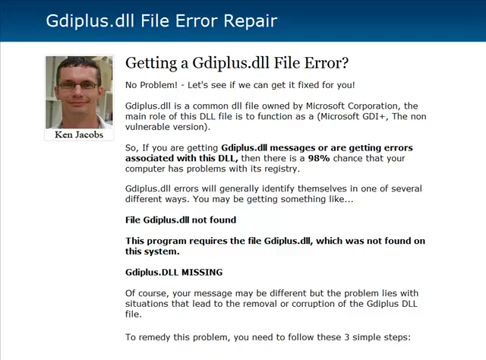 Gdiplus.dll File Error Repair
Getting a Gdiplus.dll File Error?
No Problem! - Let's see if we can get it fixed for you!
Ken Jacobs
Gdiplus.dll is a common dll file owned by Microsoft Corporation, the
main role of this DLL file is to function as a (Microsoft GDI+, The non
vulnerable version).
So, If you are getting Gdiplus.dll messages or are getting errors
associated with this DLL, then there is a 98% chance that your
computer has problems with its registry.
Gdiplus.dll errors will generally identify themselves in one of several
different ways. You may be getting something like...
File Gdiplus.dll not found
This program requires the file Gdiplus.dll, which was not found on
this system.
Gdiplus.DLL MISSING
Of course, your message may be different but the problem lies with
situations that lead to the removal or corruption of the Gdiplus DLL
file.
To remedy this problem, you need to follow these 3 simple steps: